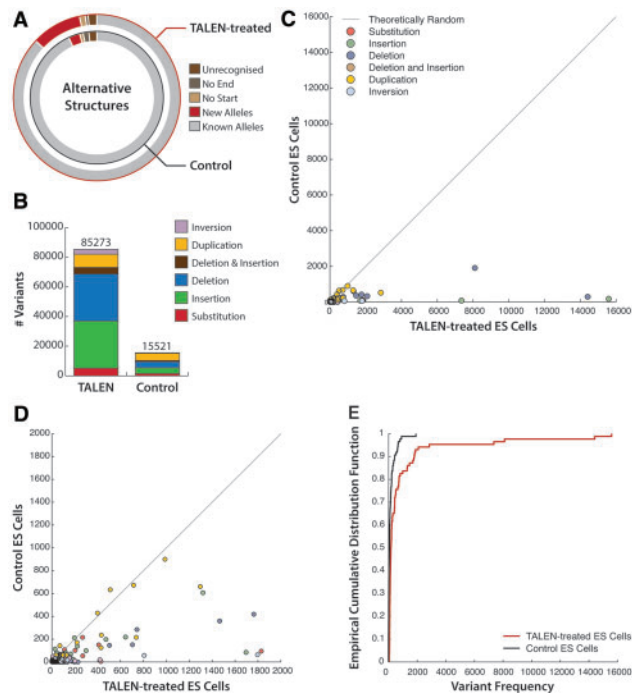 A
TALEN-treated
Alternative
Structures
Unrecognised
No End
No Start
New Alleles
Known Alleles
Control
B
# Variants
100000
80000
60000
40000
20000
0
85273
15521
TALEN
Control
Inversion
Duplication
Deletion & Insertion
Deletion
Insertion
Substitution
C
Control ES Cells
16000
14000
12000
10000
8000
6000
4000
2000
0
0 2000 4000 6000 8000 10000 12000 14000 16000
TALEN-treated ES Cells
Theoretically Random
Substitution
Insertion
Deletion
Deletion and Insertion
Duplication
Inversion
D
Control ES Cells
2000
1800
1600
1400
1200
1000
800
600
400
200
0
0 200 400 600 800 1000 1200 1400 1600 1800 2000
TALEN-treated ES Cells
E
Empirical Cumulative Distribution Function
1
0.9
0.8
0.7
0.6
0.5
0.4
0.3
0.2
0.1
0
0 2000 4000 6000 8000 10000 12000 14000 16000
Variant Frequency
TALEN-treated ES Cells
Control ES Cells